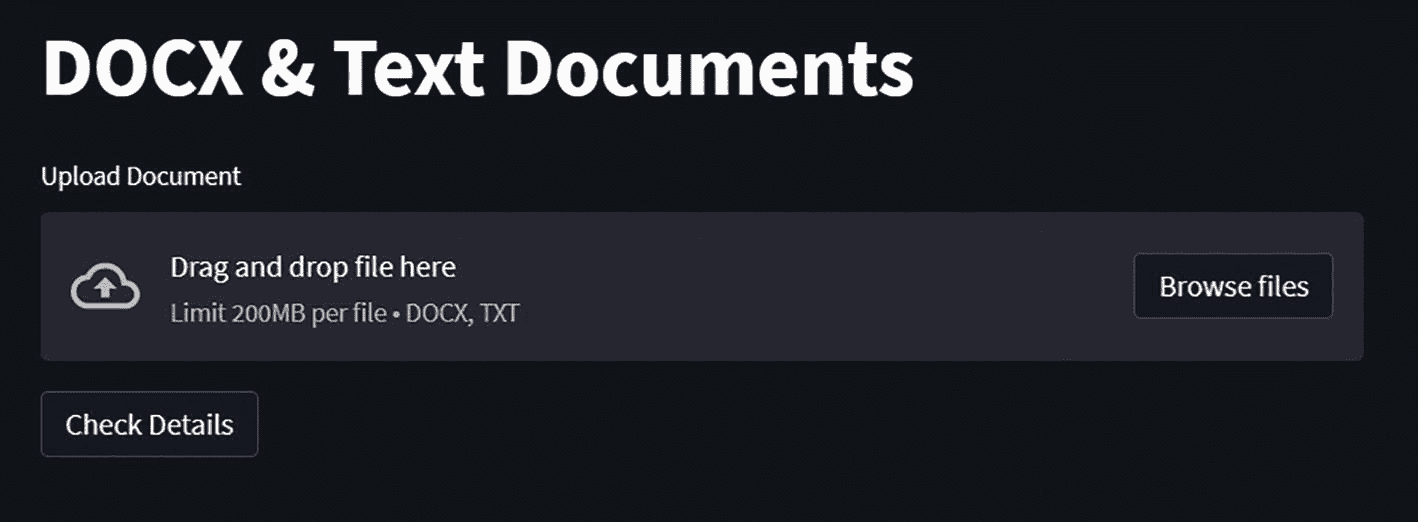 DOCX & Text Documents
Upload Document
Drag and drop file here
Limit 200MB per file • DOCX, TXT
Browse files
Check Details